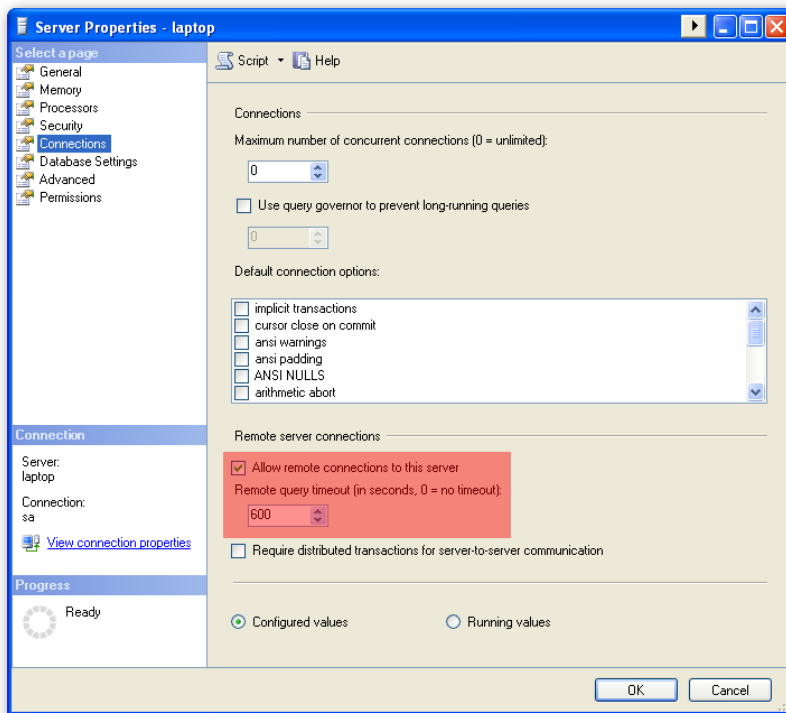 Server Properties - laptop
Select a page
General
Memory
Processors
Security
Connections
Database Settings
Advanced
Permissions
Script
Help
Connections
Maximum number of concurrent connections (0 = unlimited):
0
Use query governor to prevent long-running queries
0
Default connection options:
implicit transactions
cursor close on commit
ansi warnings
ansi padding
ANSI NULLS
arithmetic abort
Remote server connections
Allow remote connections to this server
Remote query timeout (in seconds, 0 = no timeout):
600
Require distributed transactions for server-to-server communication
Configured values
Running values
Connection
Server:
laptop
Connection:
sa
View connection properties
Progress
Ready
OK
Cancel